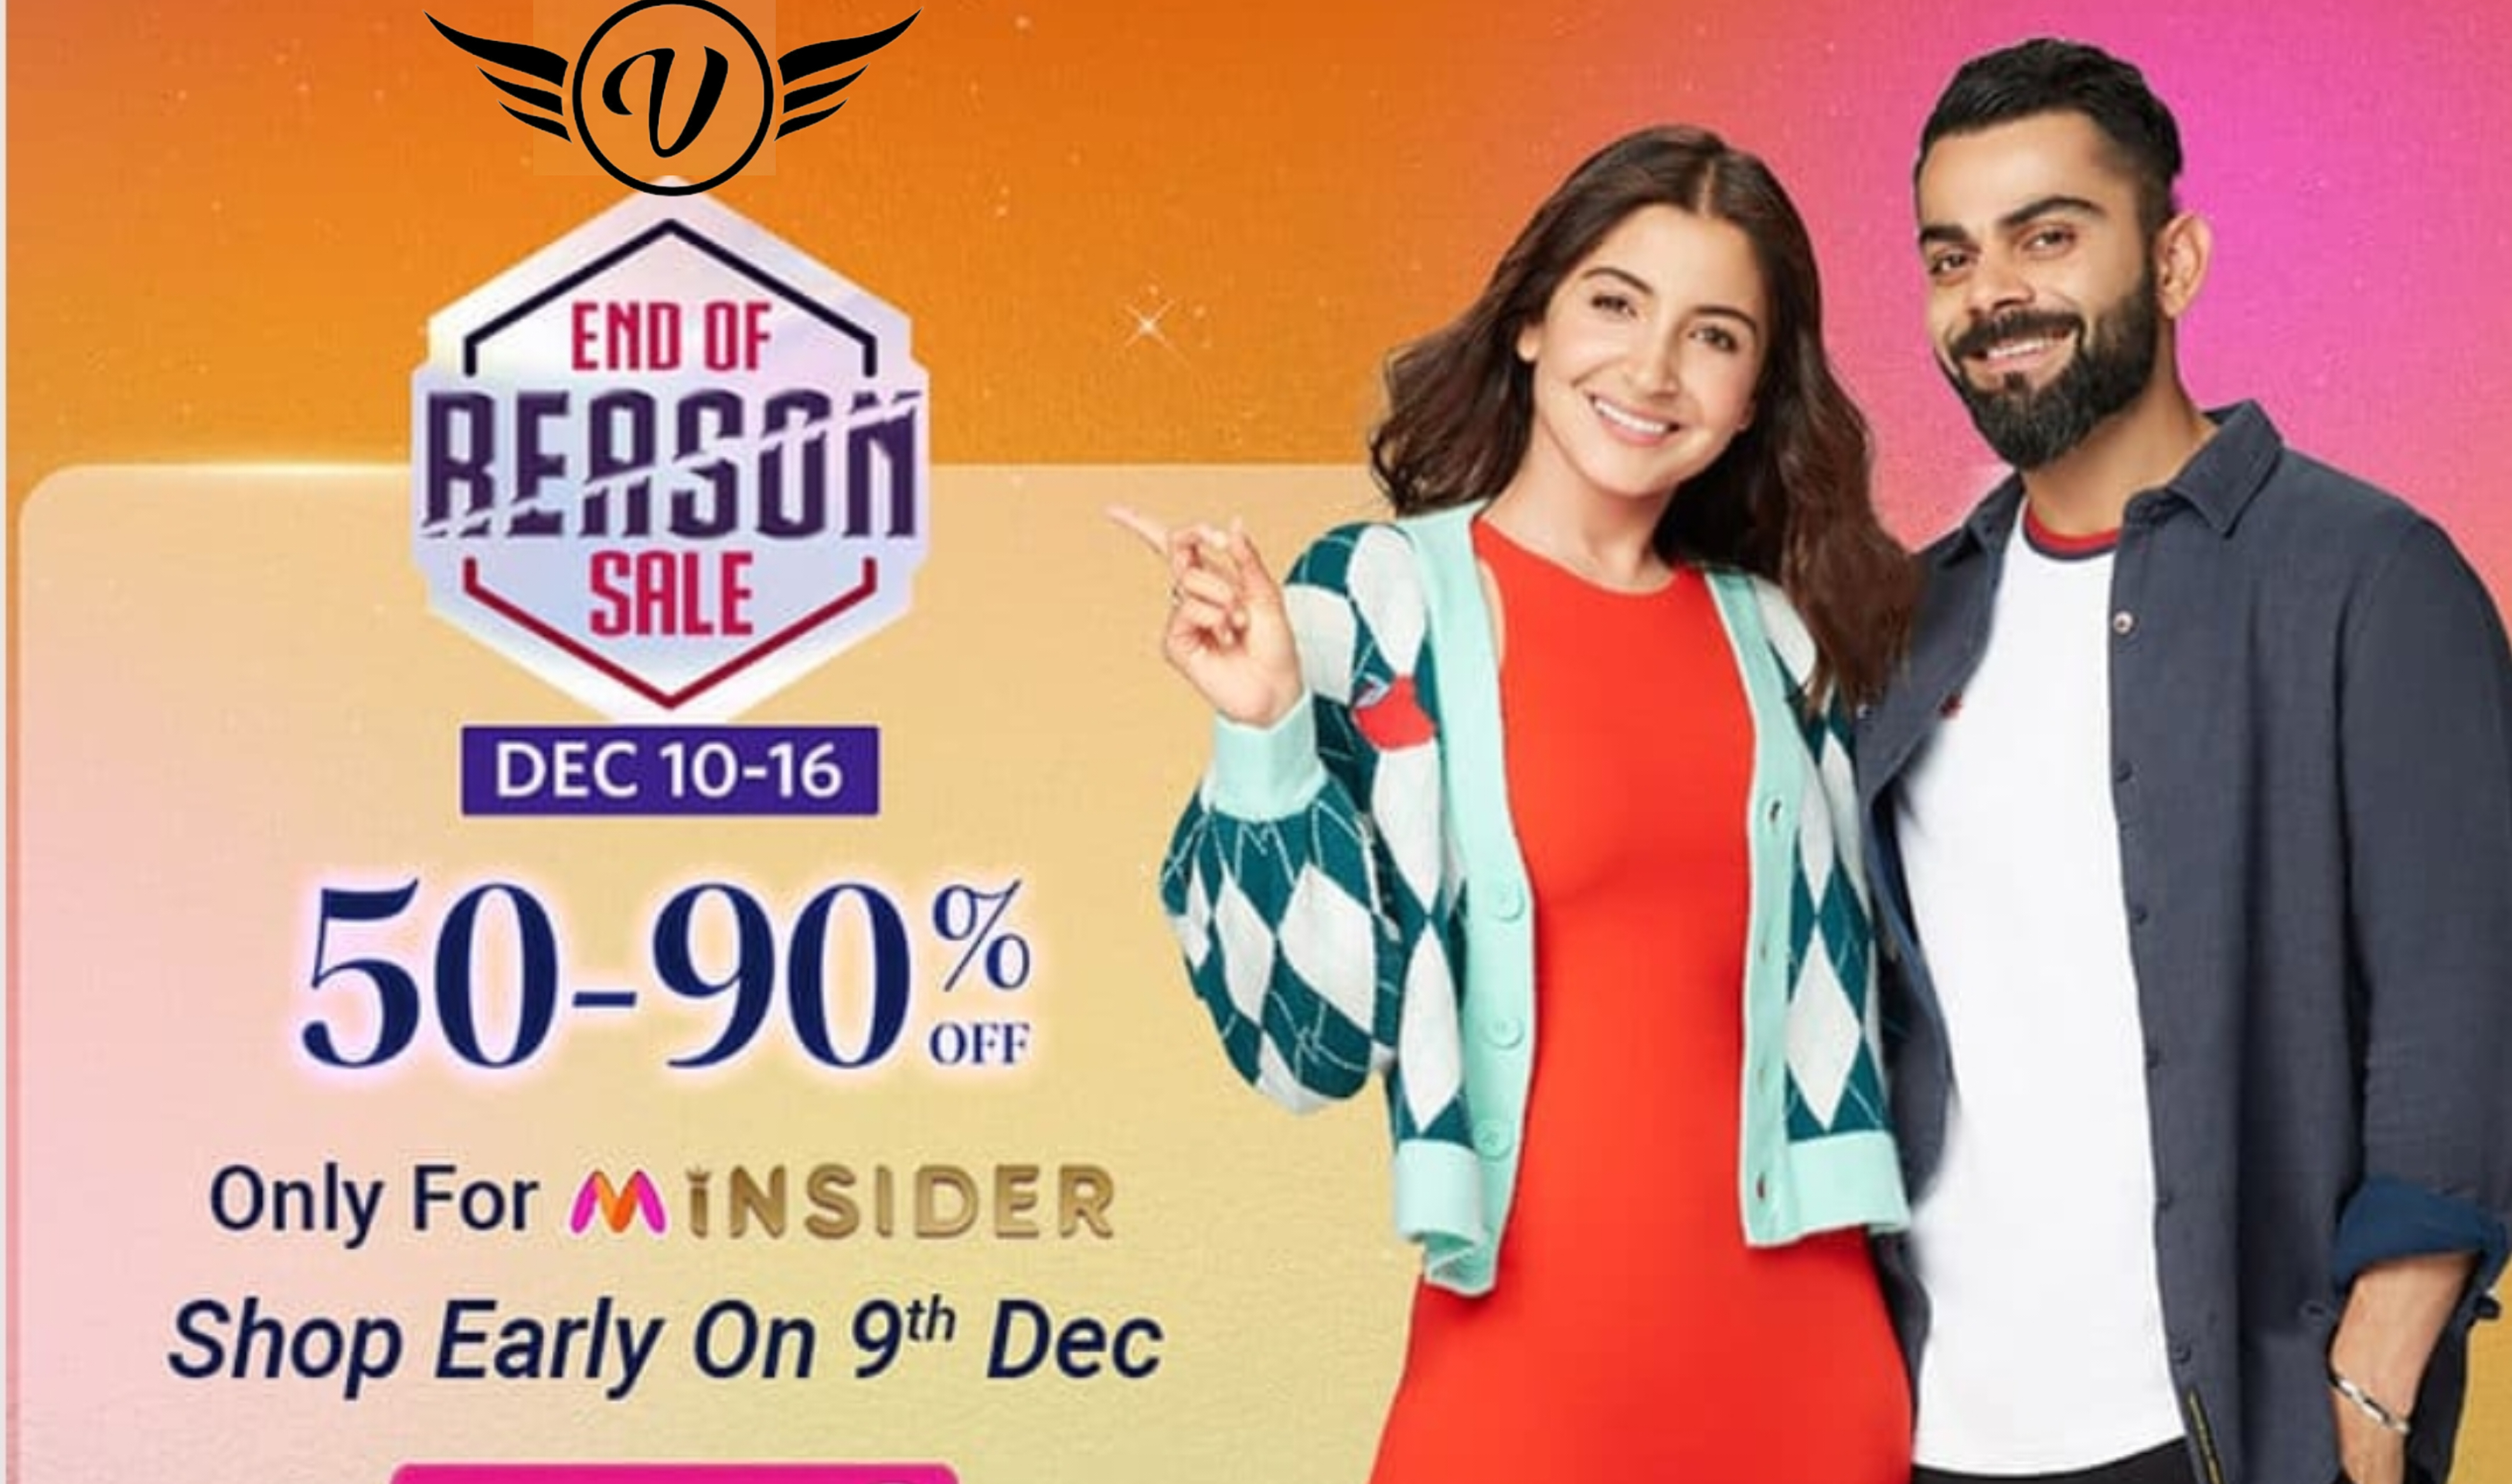 V
END OF
REASON
SALE
DEC 10-16
50-90% OFF
Only For M INSIDER
Shop Early On 9th Dec